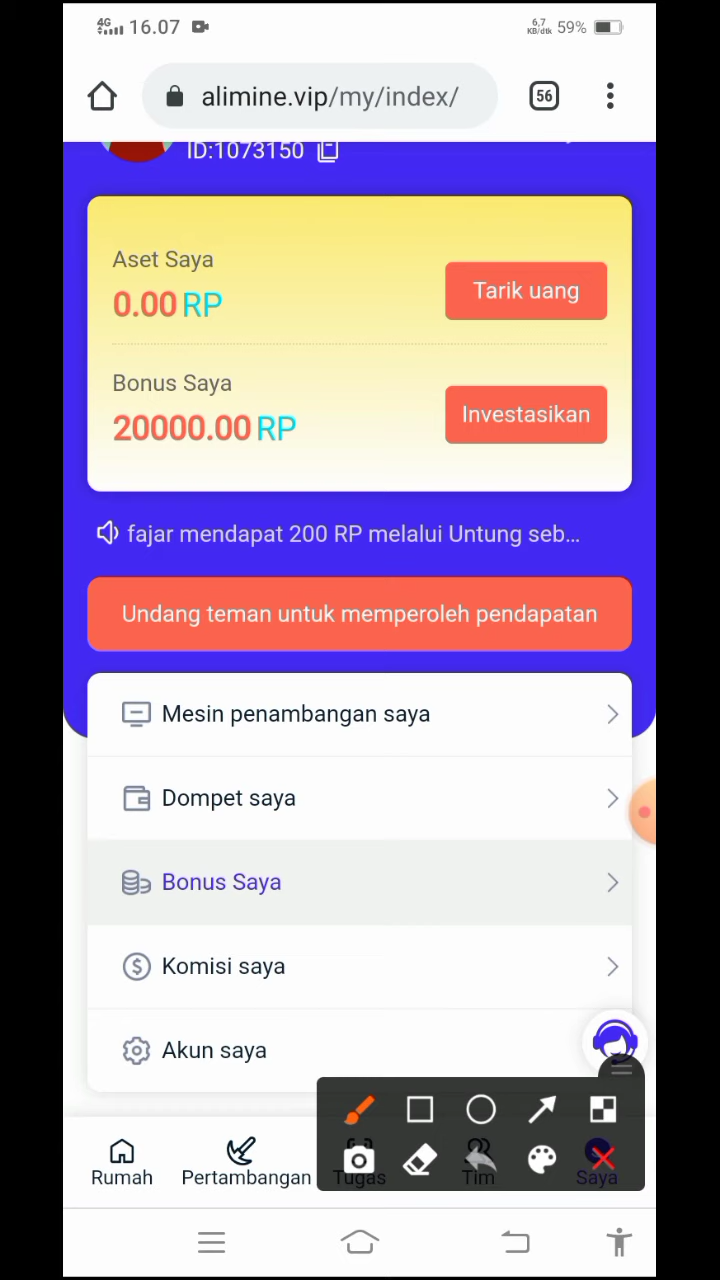 4G 16.07 6,7 KB/dtk 59%
alimine.vip/my/index/ 56
ID:1073150
Aset Saya
0.00 RP
Tarik uang
Bonus Saya
20000.00 RP
Investasikan
fajar mendapat 200 RP melalui Untung seb...
Undang teman untuk memperoleh pendapatan
Mesin penambangan saya
Dompet saya
Bonus Saya
Komisi saya
Akun saya
Rumah Pertambangan Tugas Tim Saya